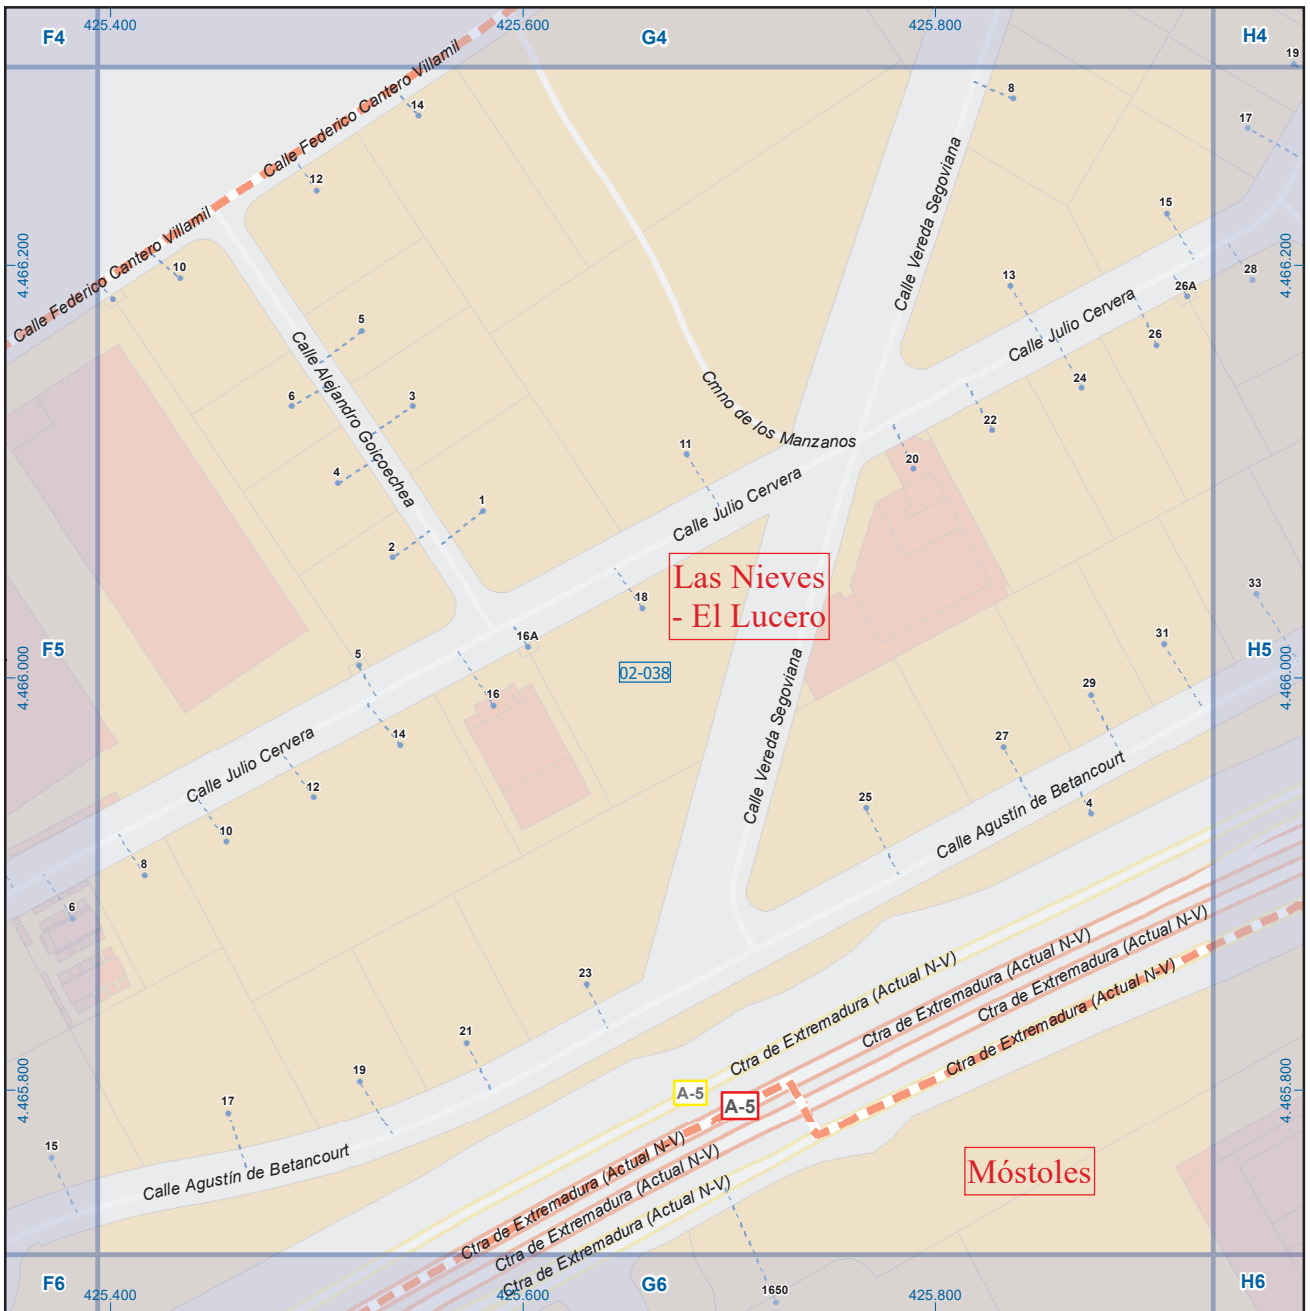 425.400
425.600
425.800
F4
G4
H4
19
14
8
17
Calle Federico Cantero Villamil
12
15
Calle Federico Cantero Villamil
10
Calle Vereda Segoviana
4.466.200
4.466.200
13
28
26A
5
Calle Julio Cervera
26
6
3
Calle Alejandro Goicoechea
Cmno de los Manzanos
24
22
11
20
4
1
Calle Julio Cervera
2
Las Nieves
- El Lucero
18
33
16A
31
F5
02-038
H5
5
4.466.000
4.466.000
16
Calle Vereda Segoviana
29
14
27
Calle Julio Cervera
12
25
Calle Agustín de Betancourt
4
10
8
6
23
Ctra de Extremadura (Actual N-V)
Ctra de Extremadura (Actual N-V)
Ctra de Extremadura (Actual N-V)
Ctra de Extremadura (Actual N-V)
21
19
4.465.800
4.465.800
A-5
A-5
17
15
Calle Agustín de Betancourt
Móstoles
Ctra de Extremadura (Actual N-V)
Ctra de Extremadura (Actual N-V)
Ctra de Extremadura (Actual N-V)
F6
G6
H6
1650
425.400
425.600
425.800